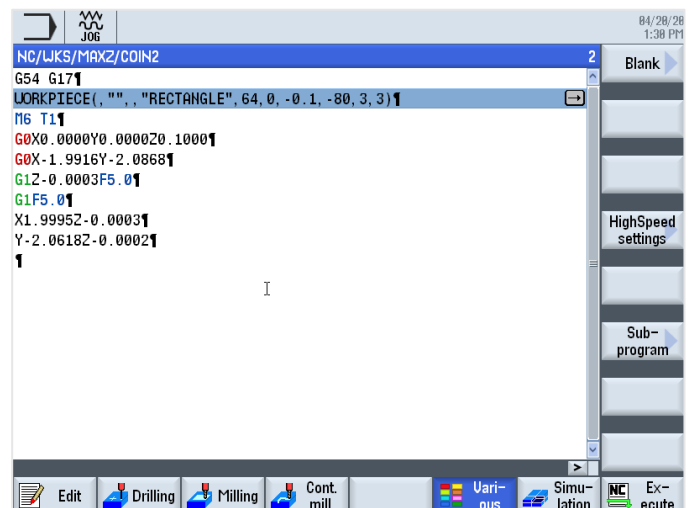 JOG
04/20/20
1:30 PM
NC/WKS/MAXZ/COIN2 2
G54 G17¶
WORKPIECE(,"",,"RECTANGLE",64,0,-0.1,-80,3,3)¶
M6 T1¶
G0X0.0000Y0.0000Z0.1000¶
G0X-1.9916Y-2.0868¶
G1Z-0.0003F5.0¶
G1F5.0¶
X1.9995Z-0.0003¶
Y-2.0618Z-0.0002¶
¶
Blank
HighSpeed
settings
Sub-
program
Edit
Drilling
Milling
Cont.
mill
Vari-
ous
Simu-
lation
NC
Ex-
ecute